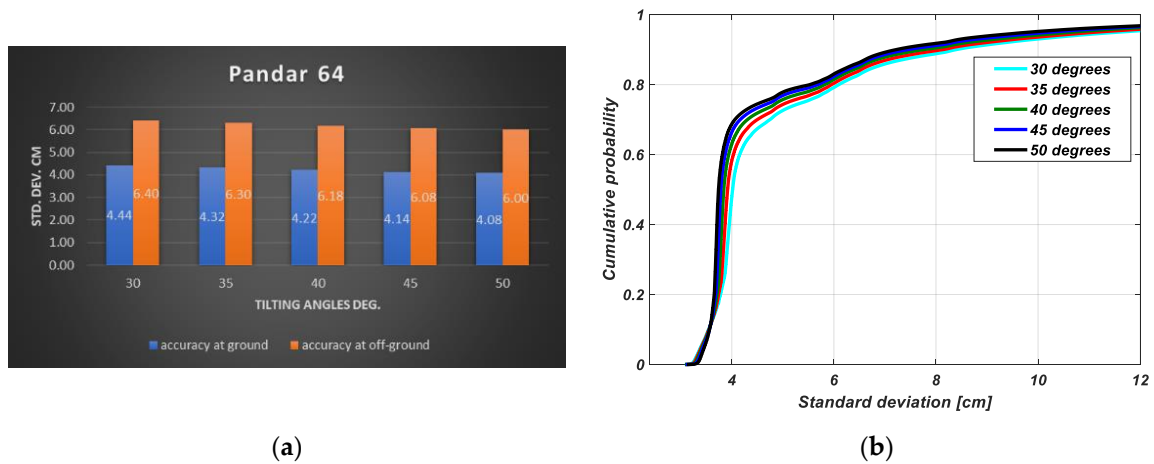 Pandar 64
STD. DEV. CM
7.00
6.00
5.00
4.00
3.00
2.00
1.00
0.00
4.44 6.40 4.32 6.30 4.22 6.18 4.14 6.08 4.08 6.00
30 35 40 45 50
TILTING ANGLES DEG.
accuracy at ground accuracy at off-ground
(a)
Cumulative probability
1
0.8
0.6
0.4
0.2
0
30 degrees
35 degrees
40 degrees
45 degrees
50 degrees
4 6 8 10 12
Standard deviation [cm]
(b)